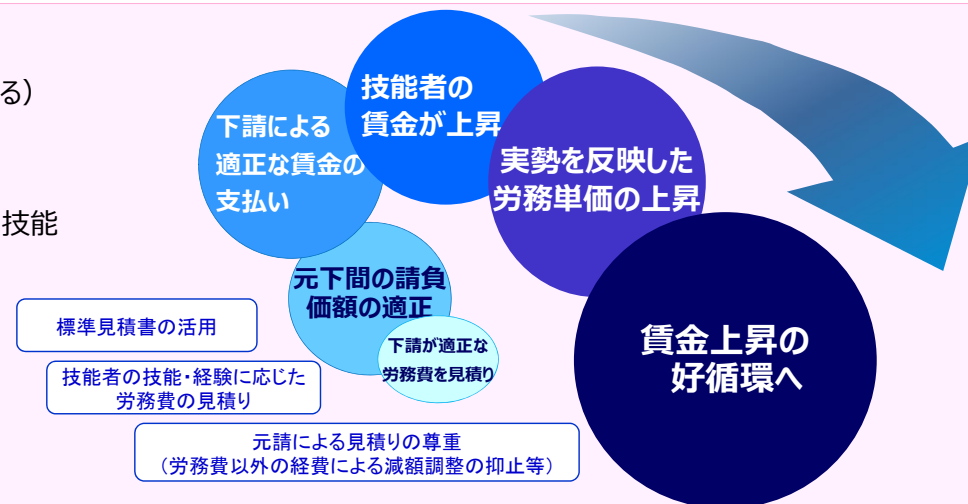 る）
技能
技能者の
賃金が上昇
下請による
適正な賃金の
支払い
実勢を反映した
労務単価の上昇
元下間の請負
価額の適正
下請が適正な
労務費を見積り
賃金上昇の
好循環へ
標準見積書の活用
技能者の技能・経験に応じた
労務費の見積り
元請による見積りの尊重
（労務費以外の経費による減額調整の抑止等）